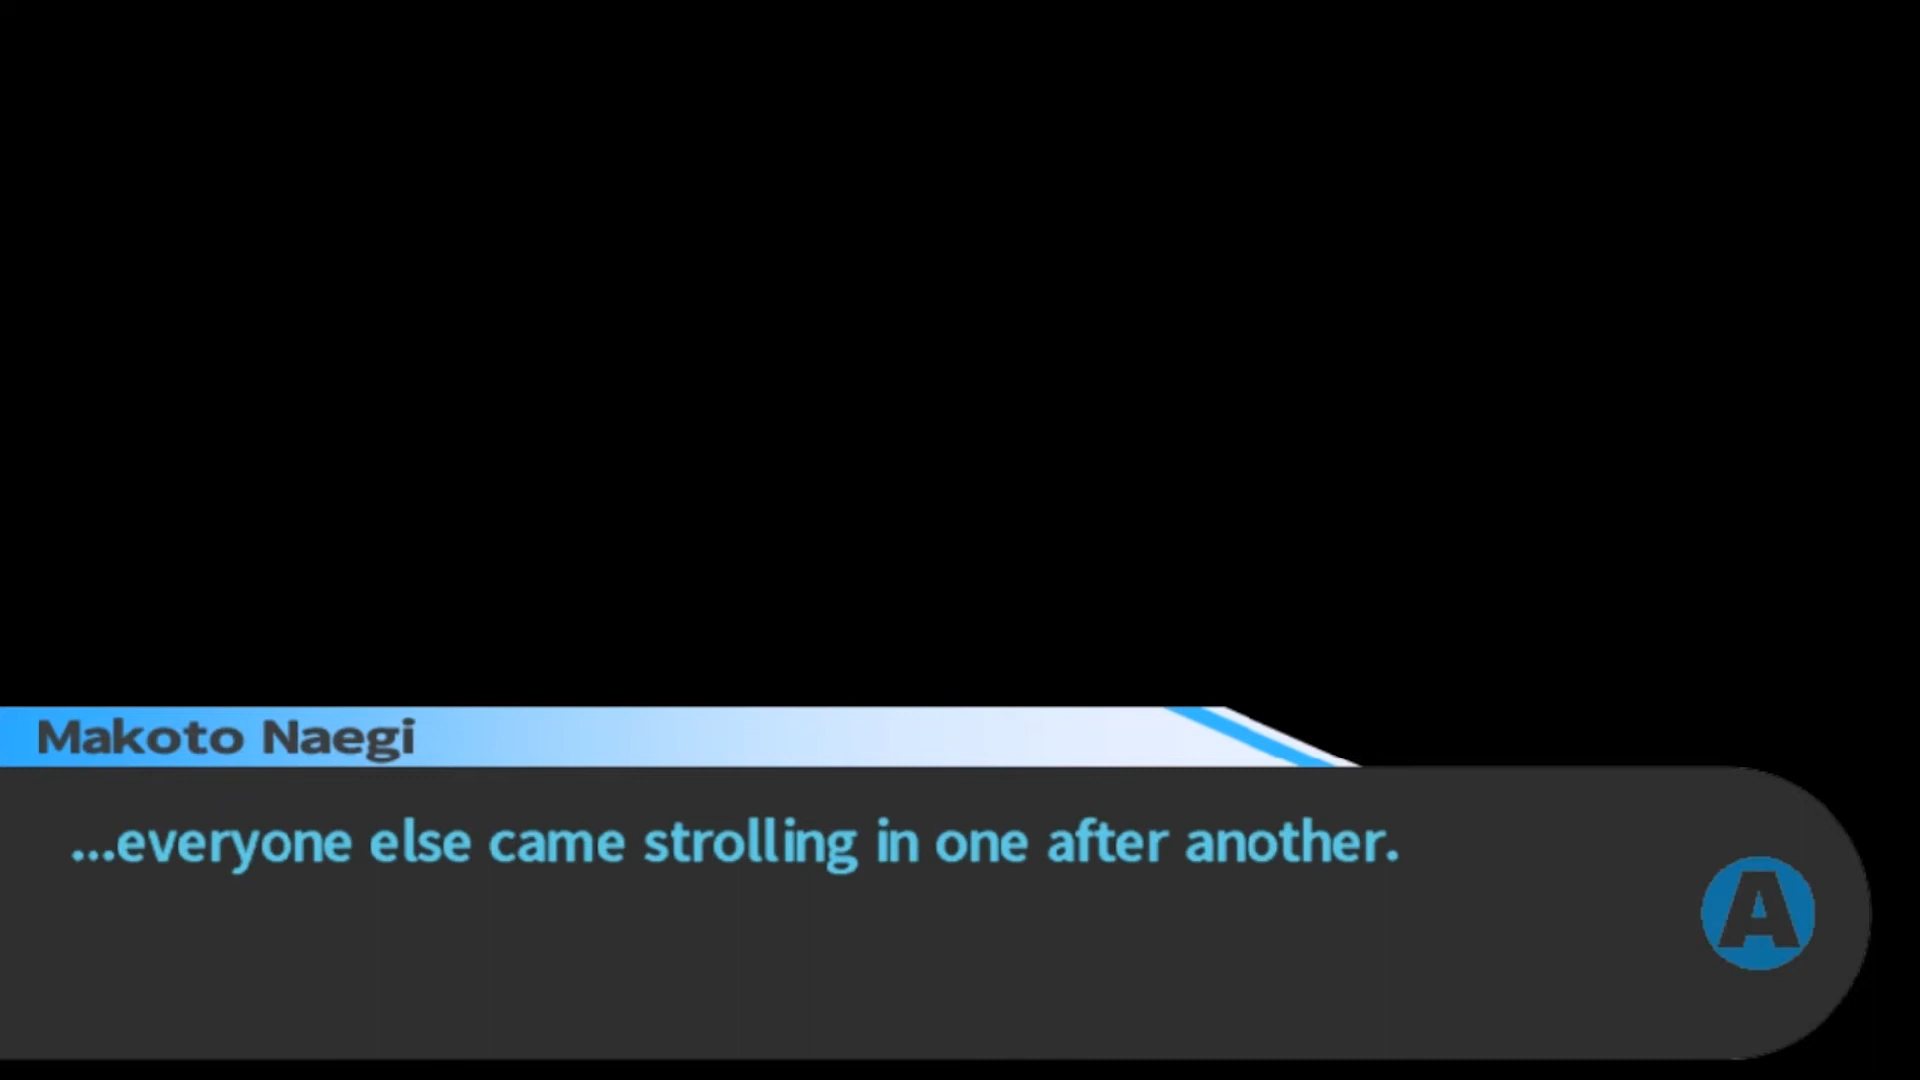 Makoto Naegi
...everyone else came strolling in one after another.
A